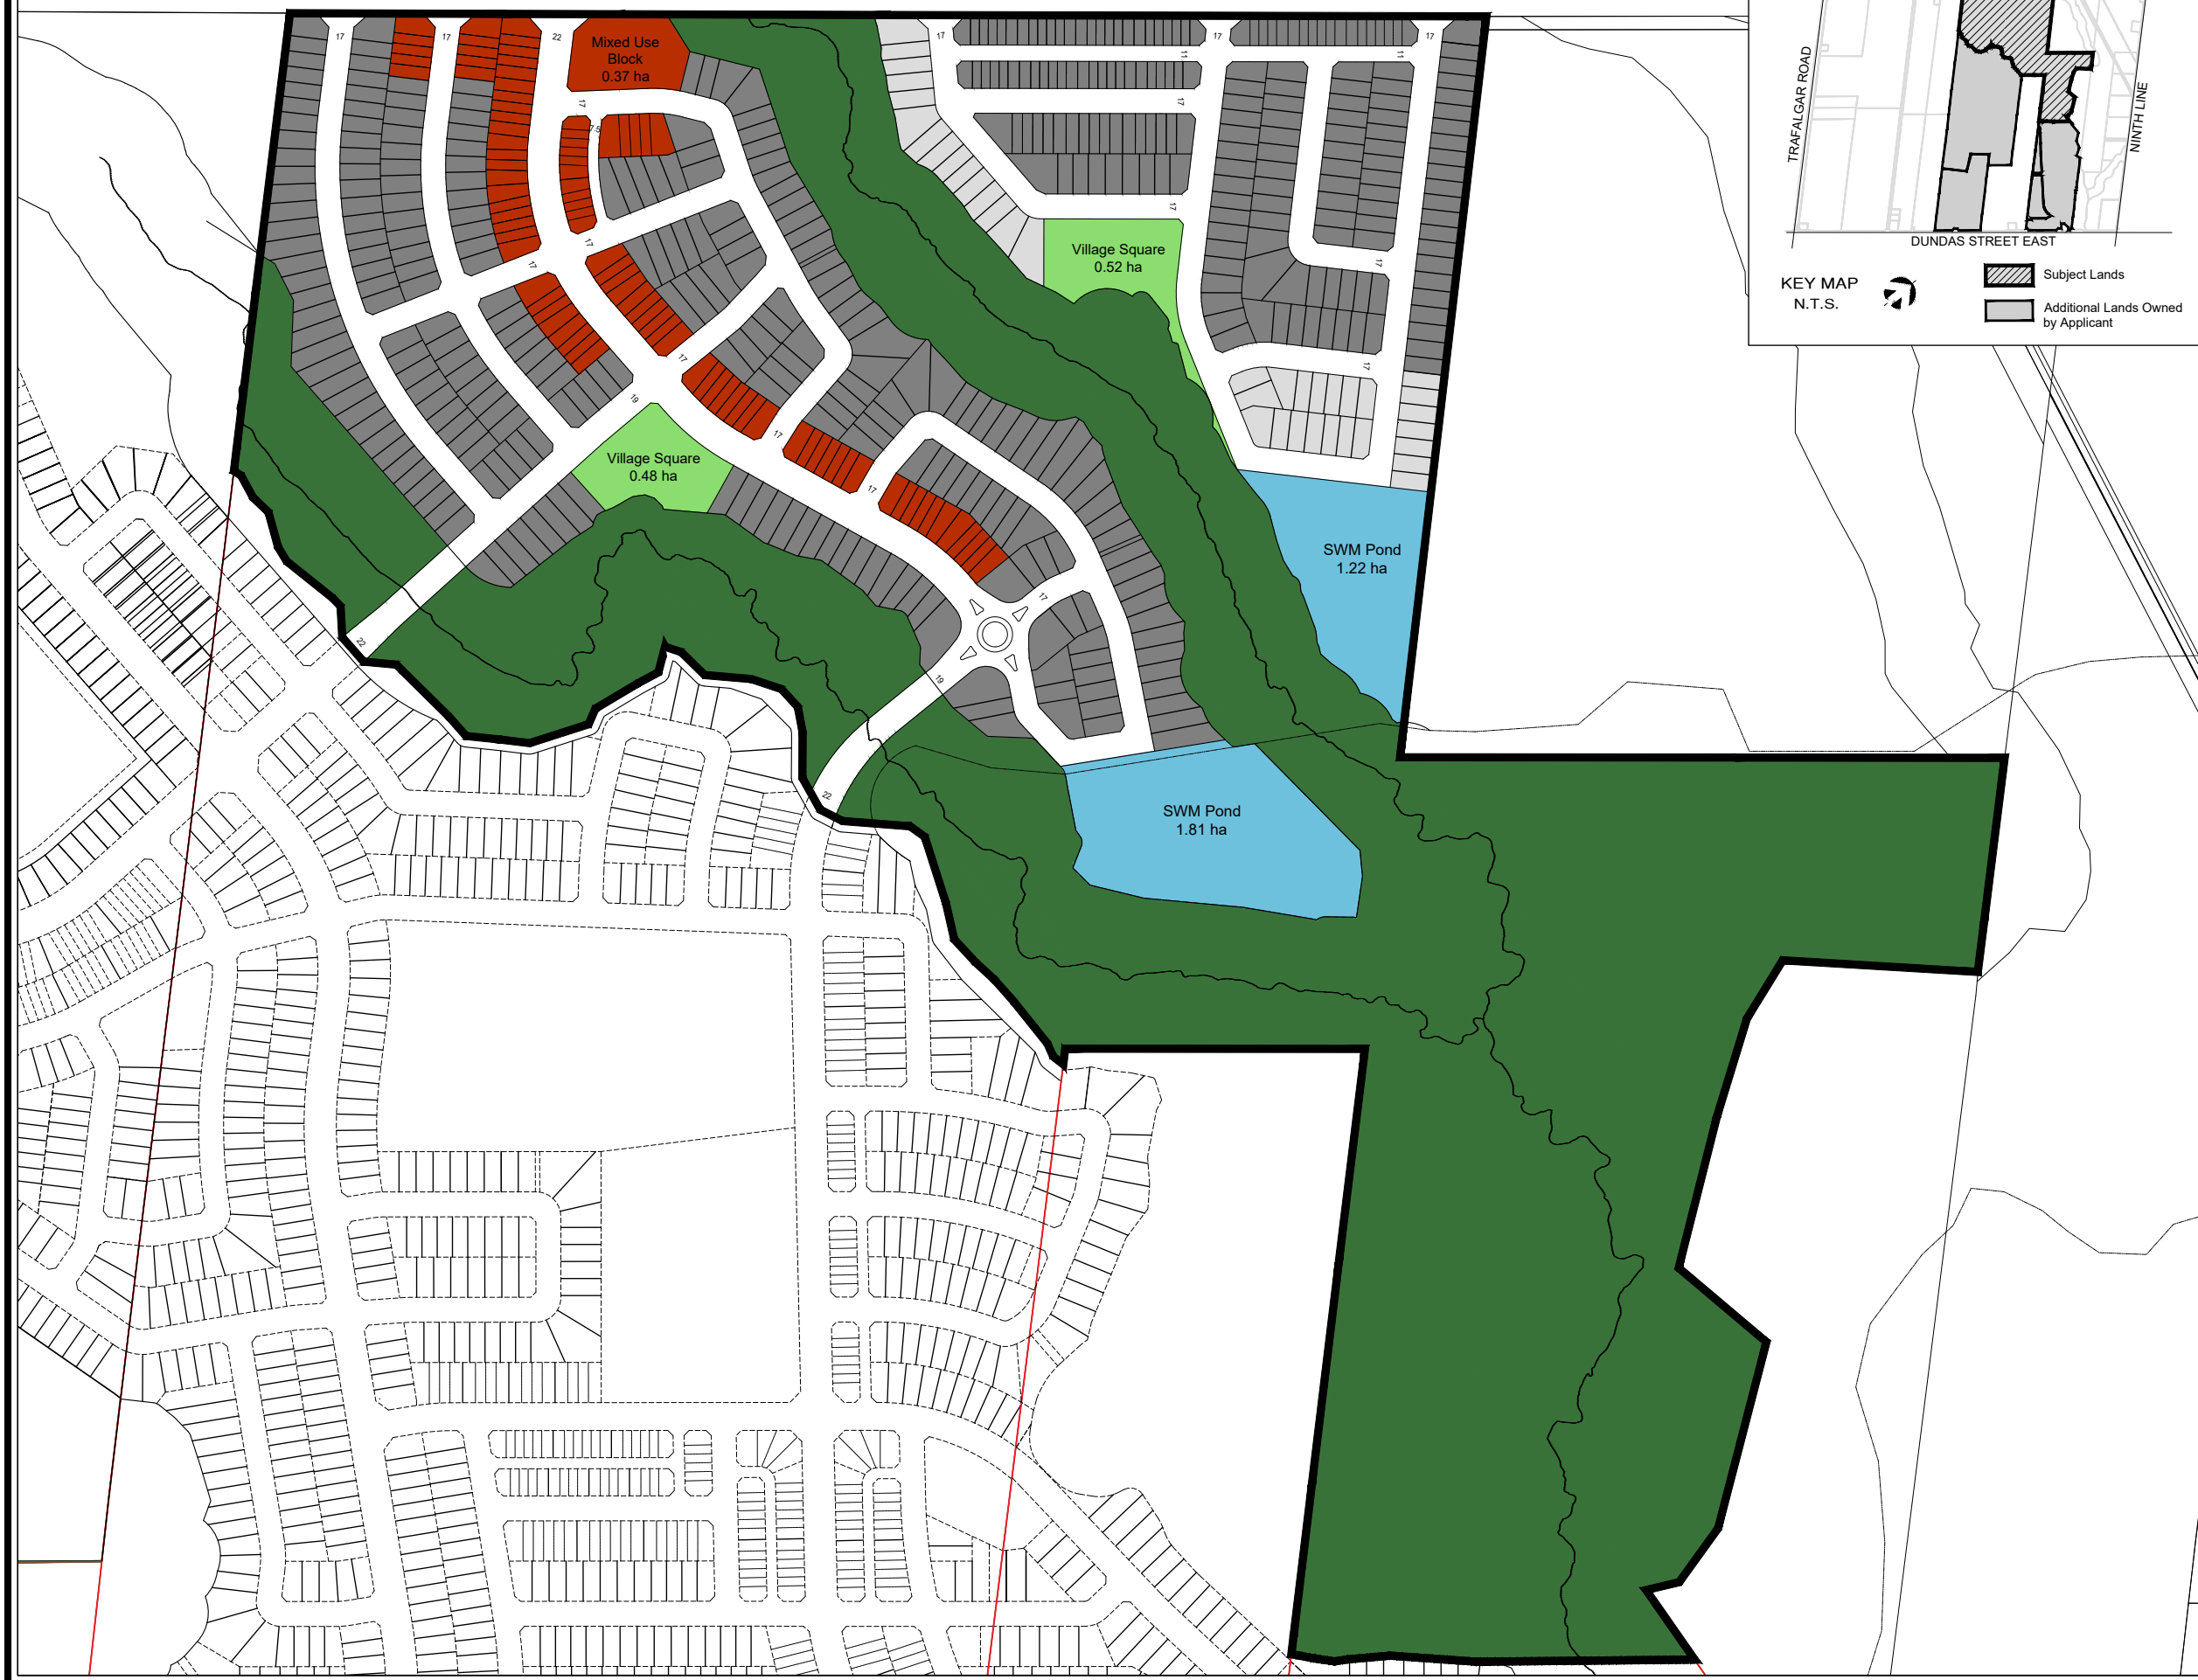 17
17
22
Mixed Use
Block
0.37 ha
17
17
11
17
11
17
17
7.5
17
17
17
17
Village Square
0.52 ha
17
17
17
19
17
17
Village Square
0.48 ha
SWM Pond
1.22 ha
17
22
19
22
SWM Pond
1.81 ha
TRAFALGAR ROAD
NINTH LINE
DUNDAS STREET EAST
KEY MAP
N.T.S.
Subject Lands
Additional Lands Owned
by Applicant